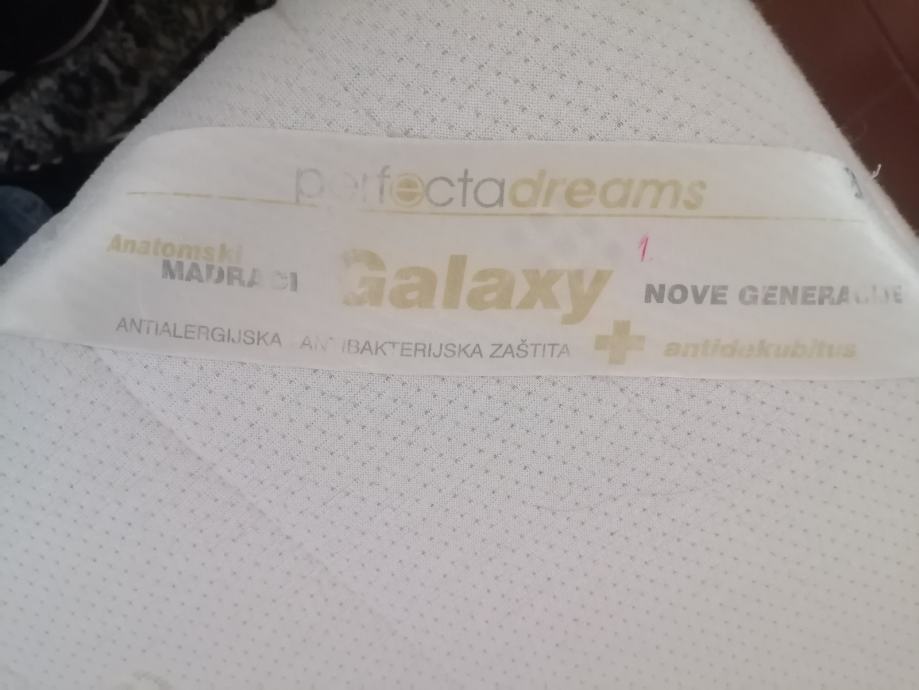 perfectadreams
Anatomski
MADRACI
Galaxy
1.
NOVE GENERACIJE
ANTIALERGIJSKA ANTIBAKTERIJSKA ZAŠTITA
+ antidekubitus